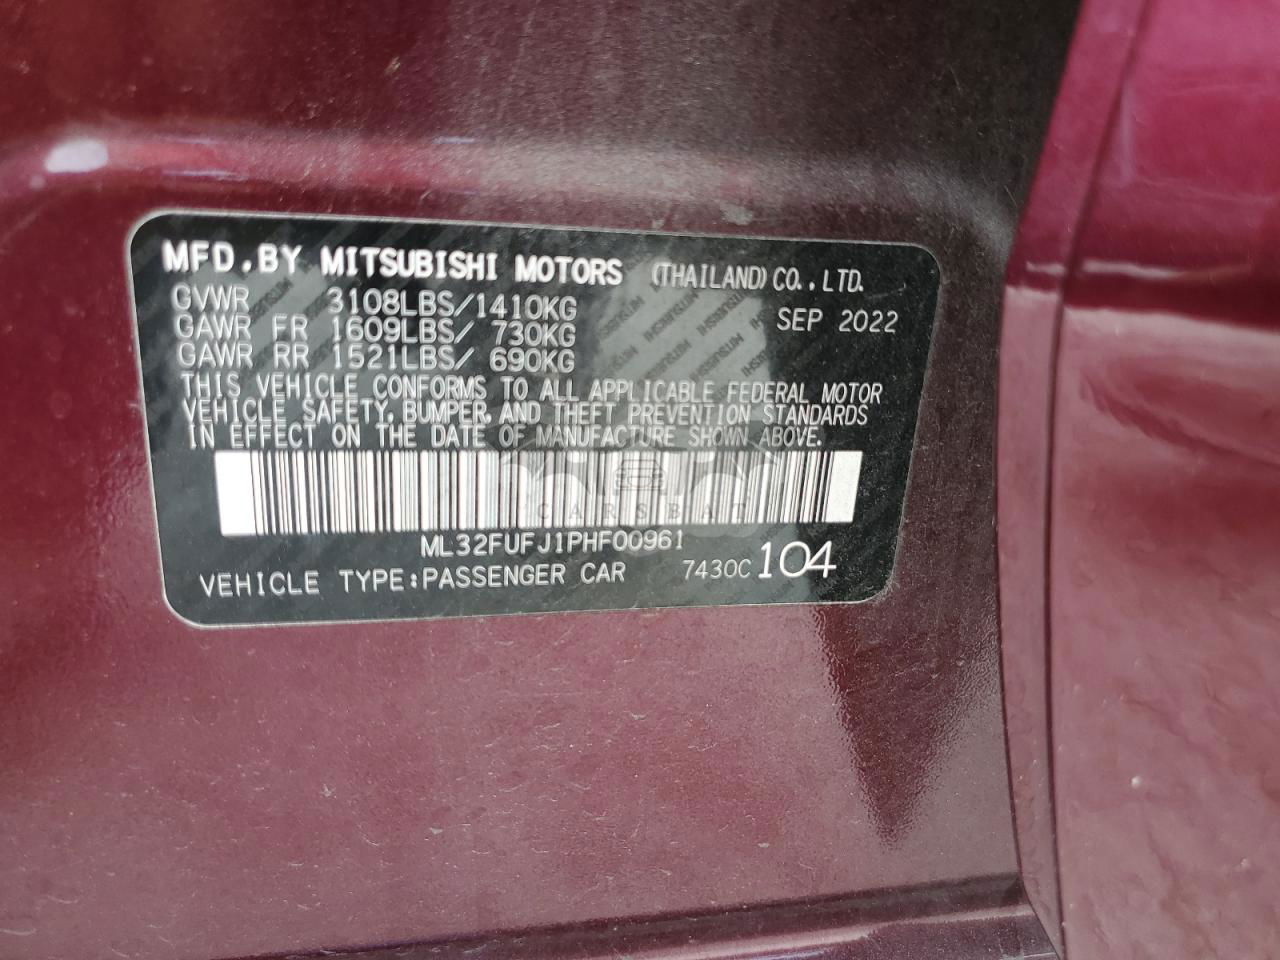 MFD.BY MITSUBISHI MOTORS (THAILAND) CO.,LTD.
GVWR 3108LBS/1410KG SEP 2022
GAWR FR 1609LBS/ 730KG
GAWR RR 1521LBS/ 690KG
THIS VEHICLE CONFORMS TO ALL APPLICABLE FEDERAL MOTOR
VEHICLE SAFETY, BUMPER, AND THEFT PREVENTION STANDARDS
IN EFFECT ON THE DATE OF MANUFACTURE SHOWN ABOVE.
CARSBAT
ML32FUFJ1PHF00961
VEHICLE TYPE:PASSENGER CAR 7430C 104